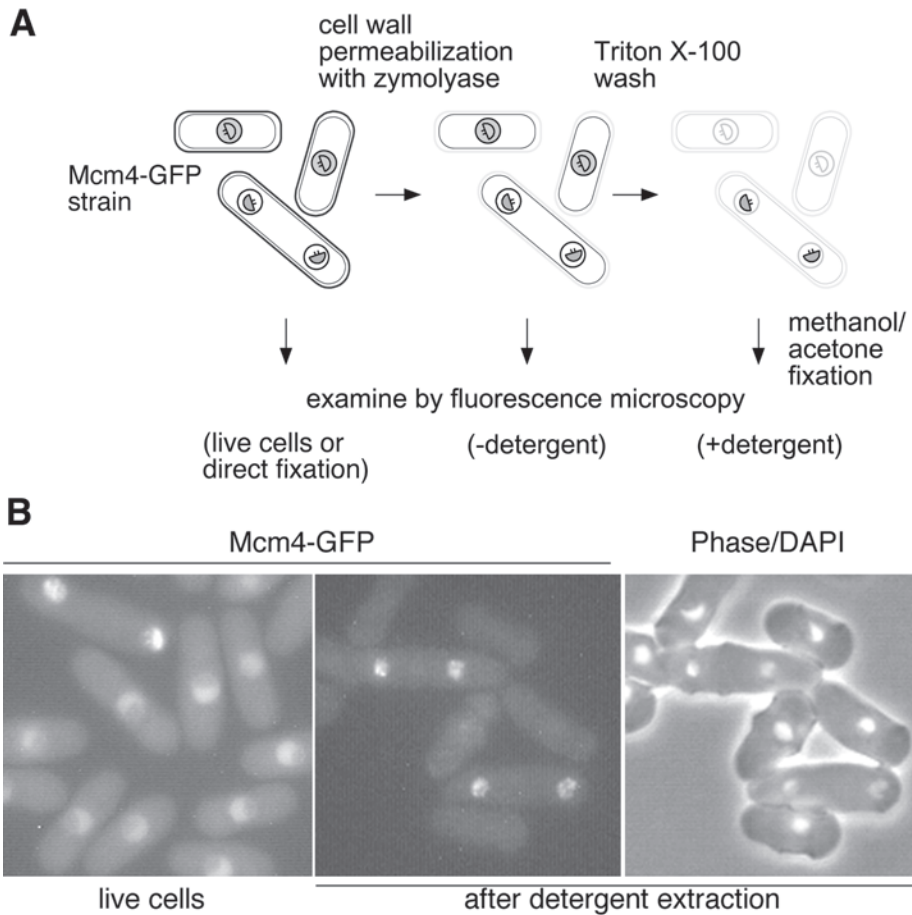 A
cell wall
permeabilization
with zymolyase
Triton X-100
wash
Mcm4-GFP
strain
methanol/
acetone
fixation
examine by fluorescence microscopy
(live cells or
direct fixation)
(-detergent)
(+detergent)
B
Mcm4-GFP
Phase/DAPI
live cells
after detergent extraction